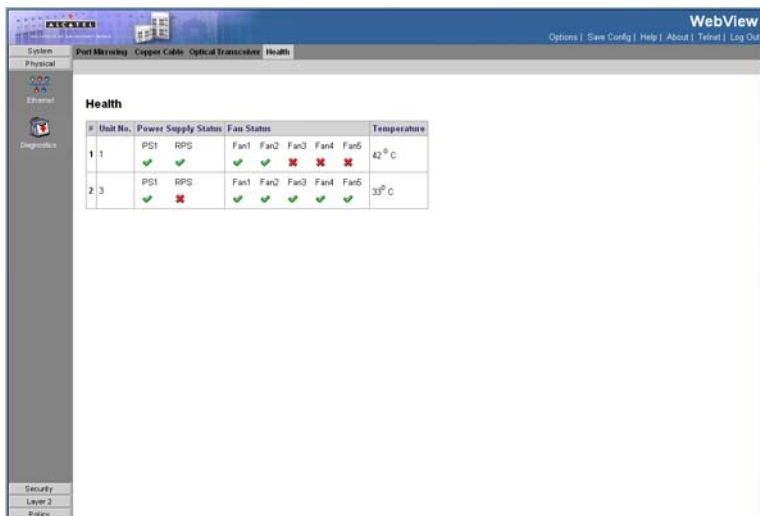 ALCATEL
WebView
Options | Save Config | Help | About | Telnet | Log Out
System
Port Mirroring Copper Cable Optical Transceiver Health
Physical
Ethernet
Diagnostics
Health
# Unit No. Power Supply Status Fan Status Temperature
PS1 RPS Fan1 Fan2 Fan3 Fan4 Fan5
1 1 42° C
PS1 RPS Fan1 Fan2 Fan3 Fan4 Fan5
2 3 33° C
Security
Layer 2
Policy